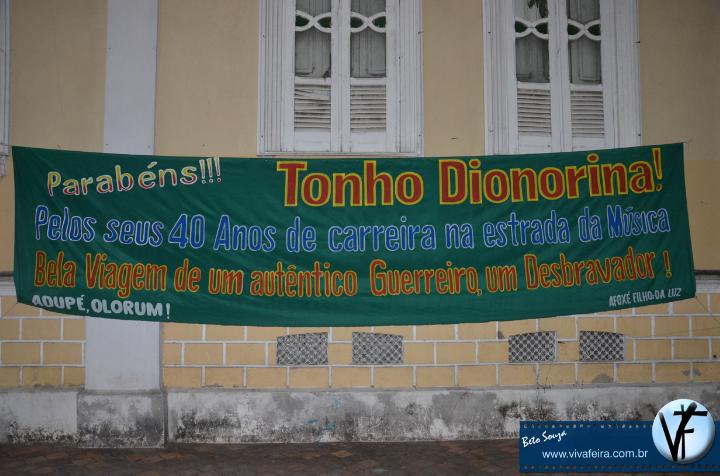 Parabéns!!! Tonho Dionorina!
Pelos seus 40 Anos de carreira na estrada da Música
Bela Viagem de um autêntico Guerreiro, um Desbravador!
ADUPÉ, OLORUM!
AFOXÉ FILHO-DA LUZ
Beto Souza
www.vivafeira.com.br
VF